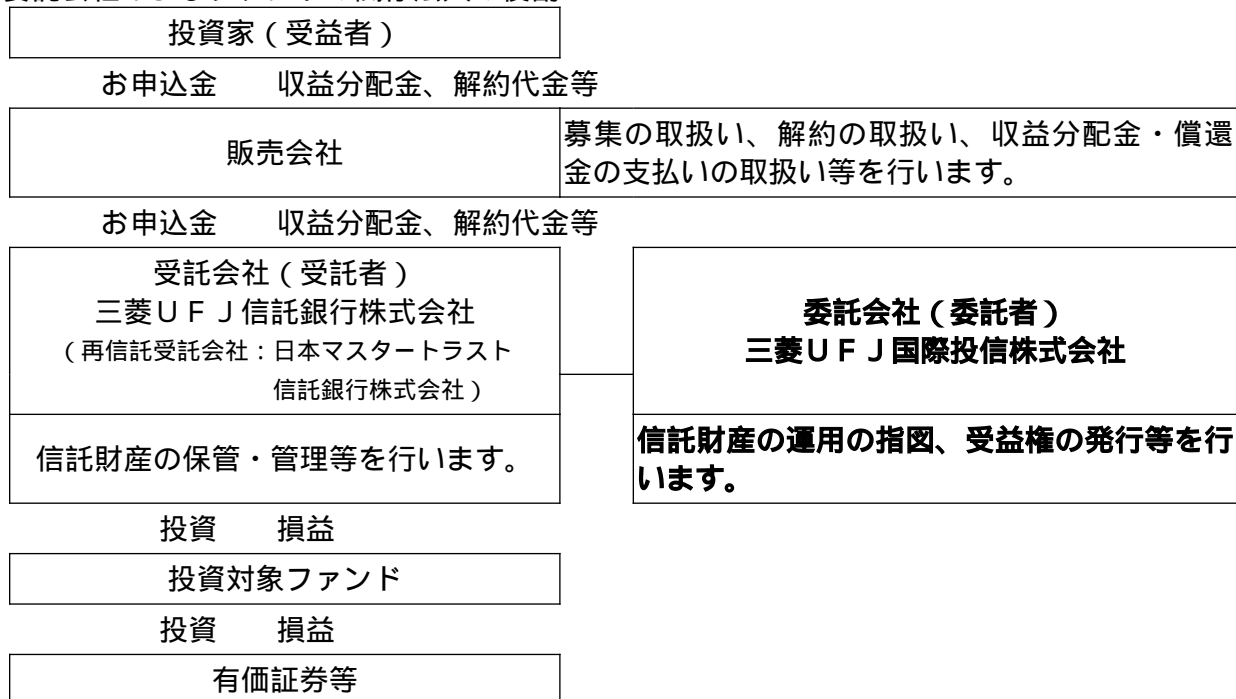 投資家（受益者）
お申込金　　収益分配金、解約代金等
販売会社
募集の取扱い、解約の取扱い、収益分配金・償還
金の支払いの取扱い等を行います。
お申込金　　収益分配金、解約代金等
受託会社（受託者）
三菱ＵＦＪ信託銀行株式会社
（再信託受託会社：日本マスタートラスト
信託銀行株式会社）
委託会社（委託者）
三菱ＵＦＪ国際投信株式会社
信託財産の保管・管理等を行います。
信託財産の運用の指図、受益権の発行等を行
います。
投資　　損益
投資対象ファンド
投資　　損益
有価証券等